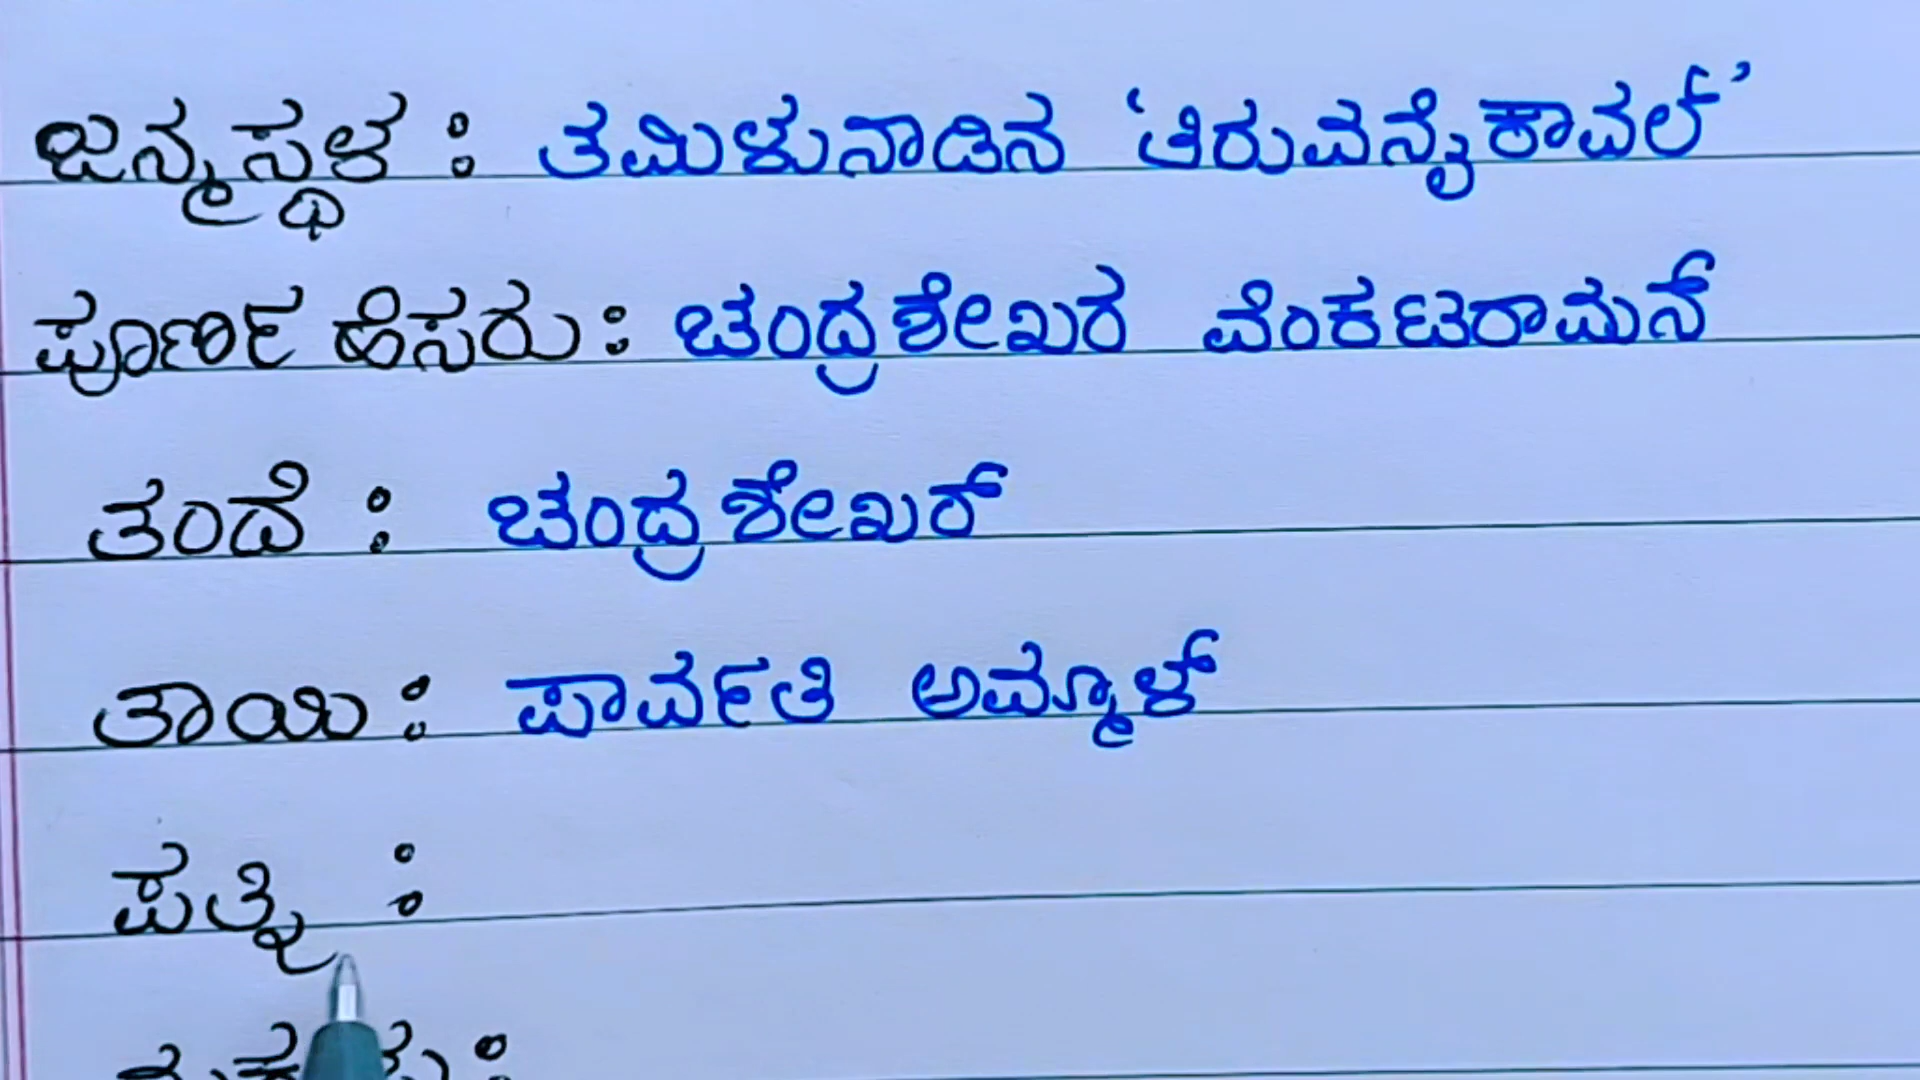 ಜನ್ಮಸ್ಥಳ : ತಮಿಳುನಾಡಿನ ‘ತಿರುವನೈಕಾವಲ್’
ಪೂರ್ಣ ಹೆಸರು : ಚಂದ್ರಶೇಖರ ವೆಂಕಟರಾಮನ್
ತಂದೆ : ಚಂದ್ರಶೇಖರ್
ತಾಯಿ : ಪಾರ್ವತಿ ಅಮ್ಮಾಳ್
ಪತ್ನಿ :